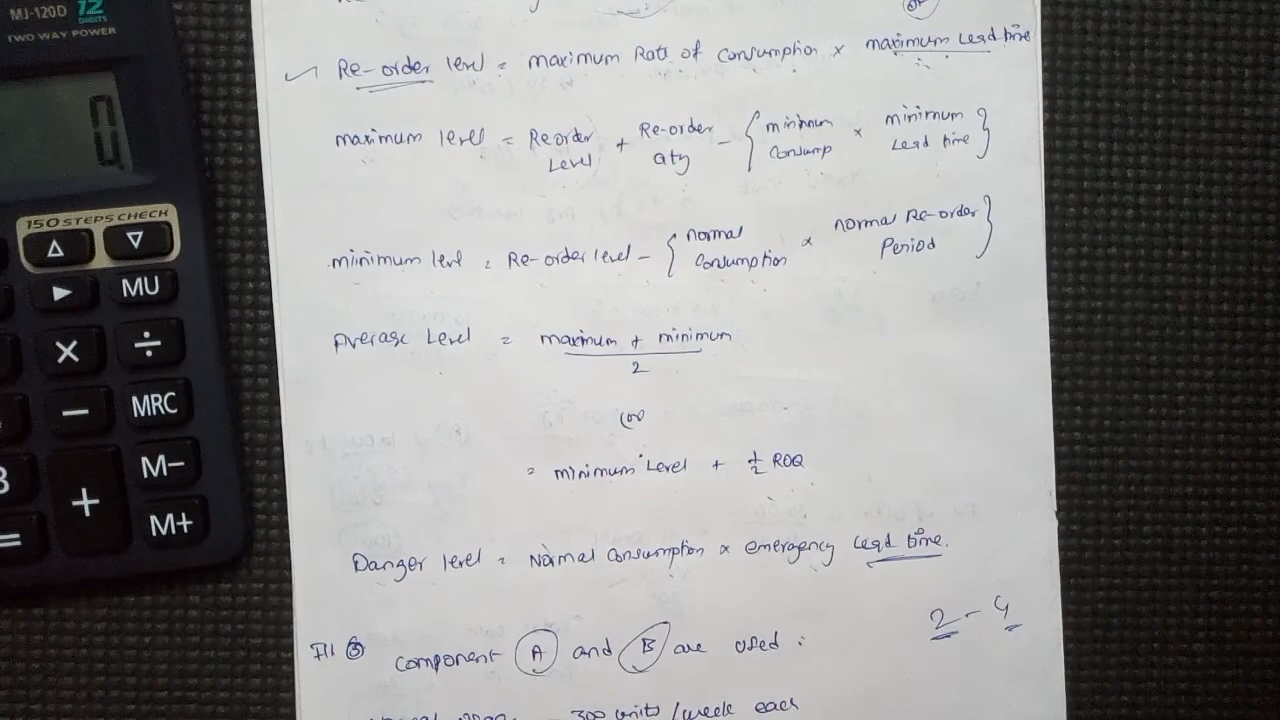 MJ-120D 12
DIGITS
TWO WAY POWER
0.
150 STEPS CHECK
MU
MRC
M-
M+
Re-order level = maximum Rate of consumption × maximum Lead time
maximum level = Reorder Level + Re-order qty - { minimum Consump × minimum Lead time }
minimum level = Re-order level - { normal Consumption × normal Re-order Period }
Average Level = maximum + minimum
2
(or)
= minimum Level + 1/2 ROQ
Danger level = Normal Consumption × emergency Lead time.
2 - 4
Ill ③ component A and B are used :
300 units / week each